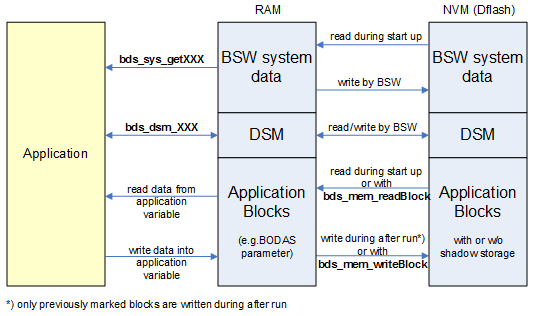 RAM
NVM (Dflash)
bds_sys_getXXX
BSW system
data
read during start up
write by BSW
BSW system
data
bds_dsm_XXX
DSM
read/write by BSW
DSM
Application
read data from
application
variable
write data into
application
variable
Application
Blocks
(e.g.BODAS
parameter)
read during start up
or with
bds_mem_readBlock
write during after run*)
or with
bds_mem_writeBlock
Application
Blocks
with or w/o
shadow storage
*) only previously marked blocks are written during after run